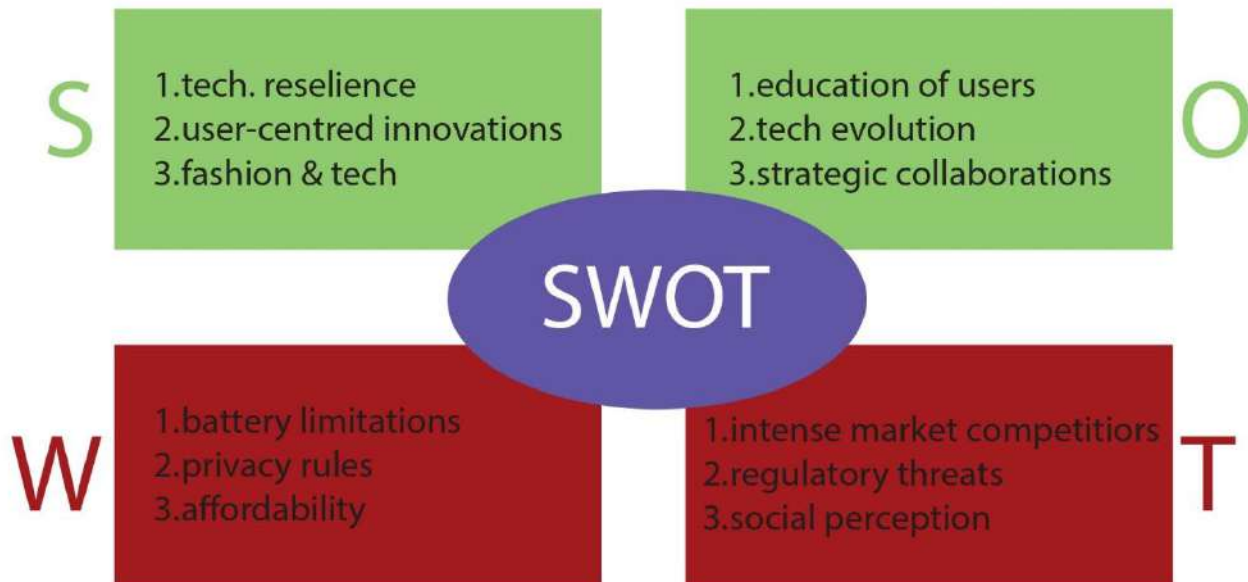 S
1.tech. reselience
2.user-centred innovations
3.fashion & tech
O
1.education of users
2.tech evolution
3.strategic collaborations
SWOT
W
1.battery limitations
2.privacy rules
3.affordability
T
1.intense market competitiors
2.regulatory threats
3.social perception